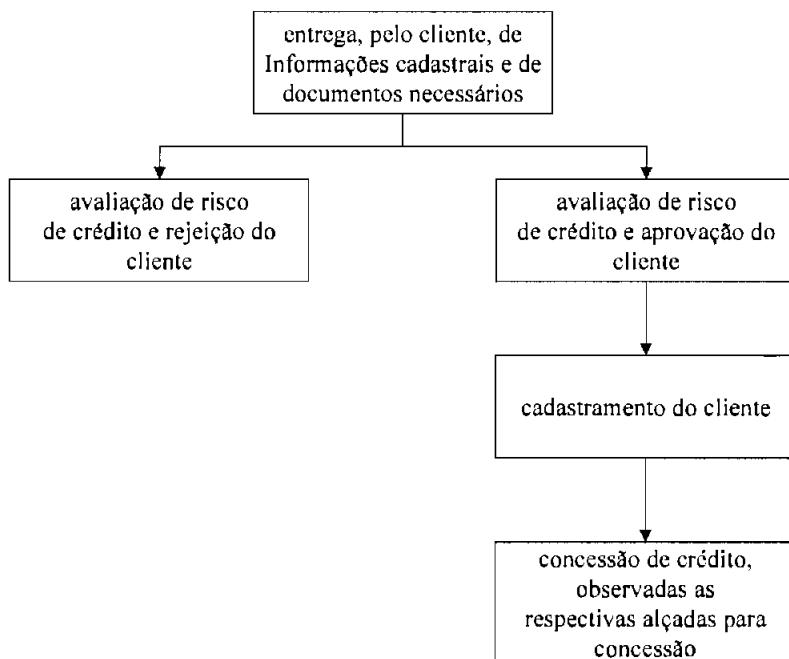 entrega, pelo cliente, de
Informações cadastrais e de
documentos necessários
avaliação de risco
de crédito e rejeição do
cliente
avaliação de risco
de crédito e aprovação do
cliente
cadastramento do cliente
concessão de crédito,
observadas as
respectivas alçadas para
concessão